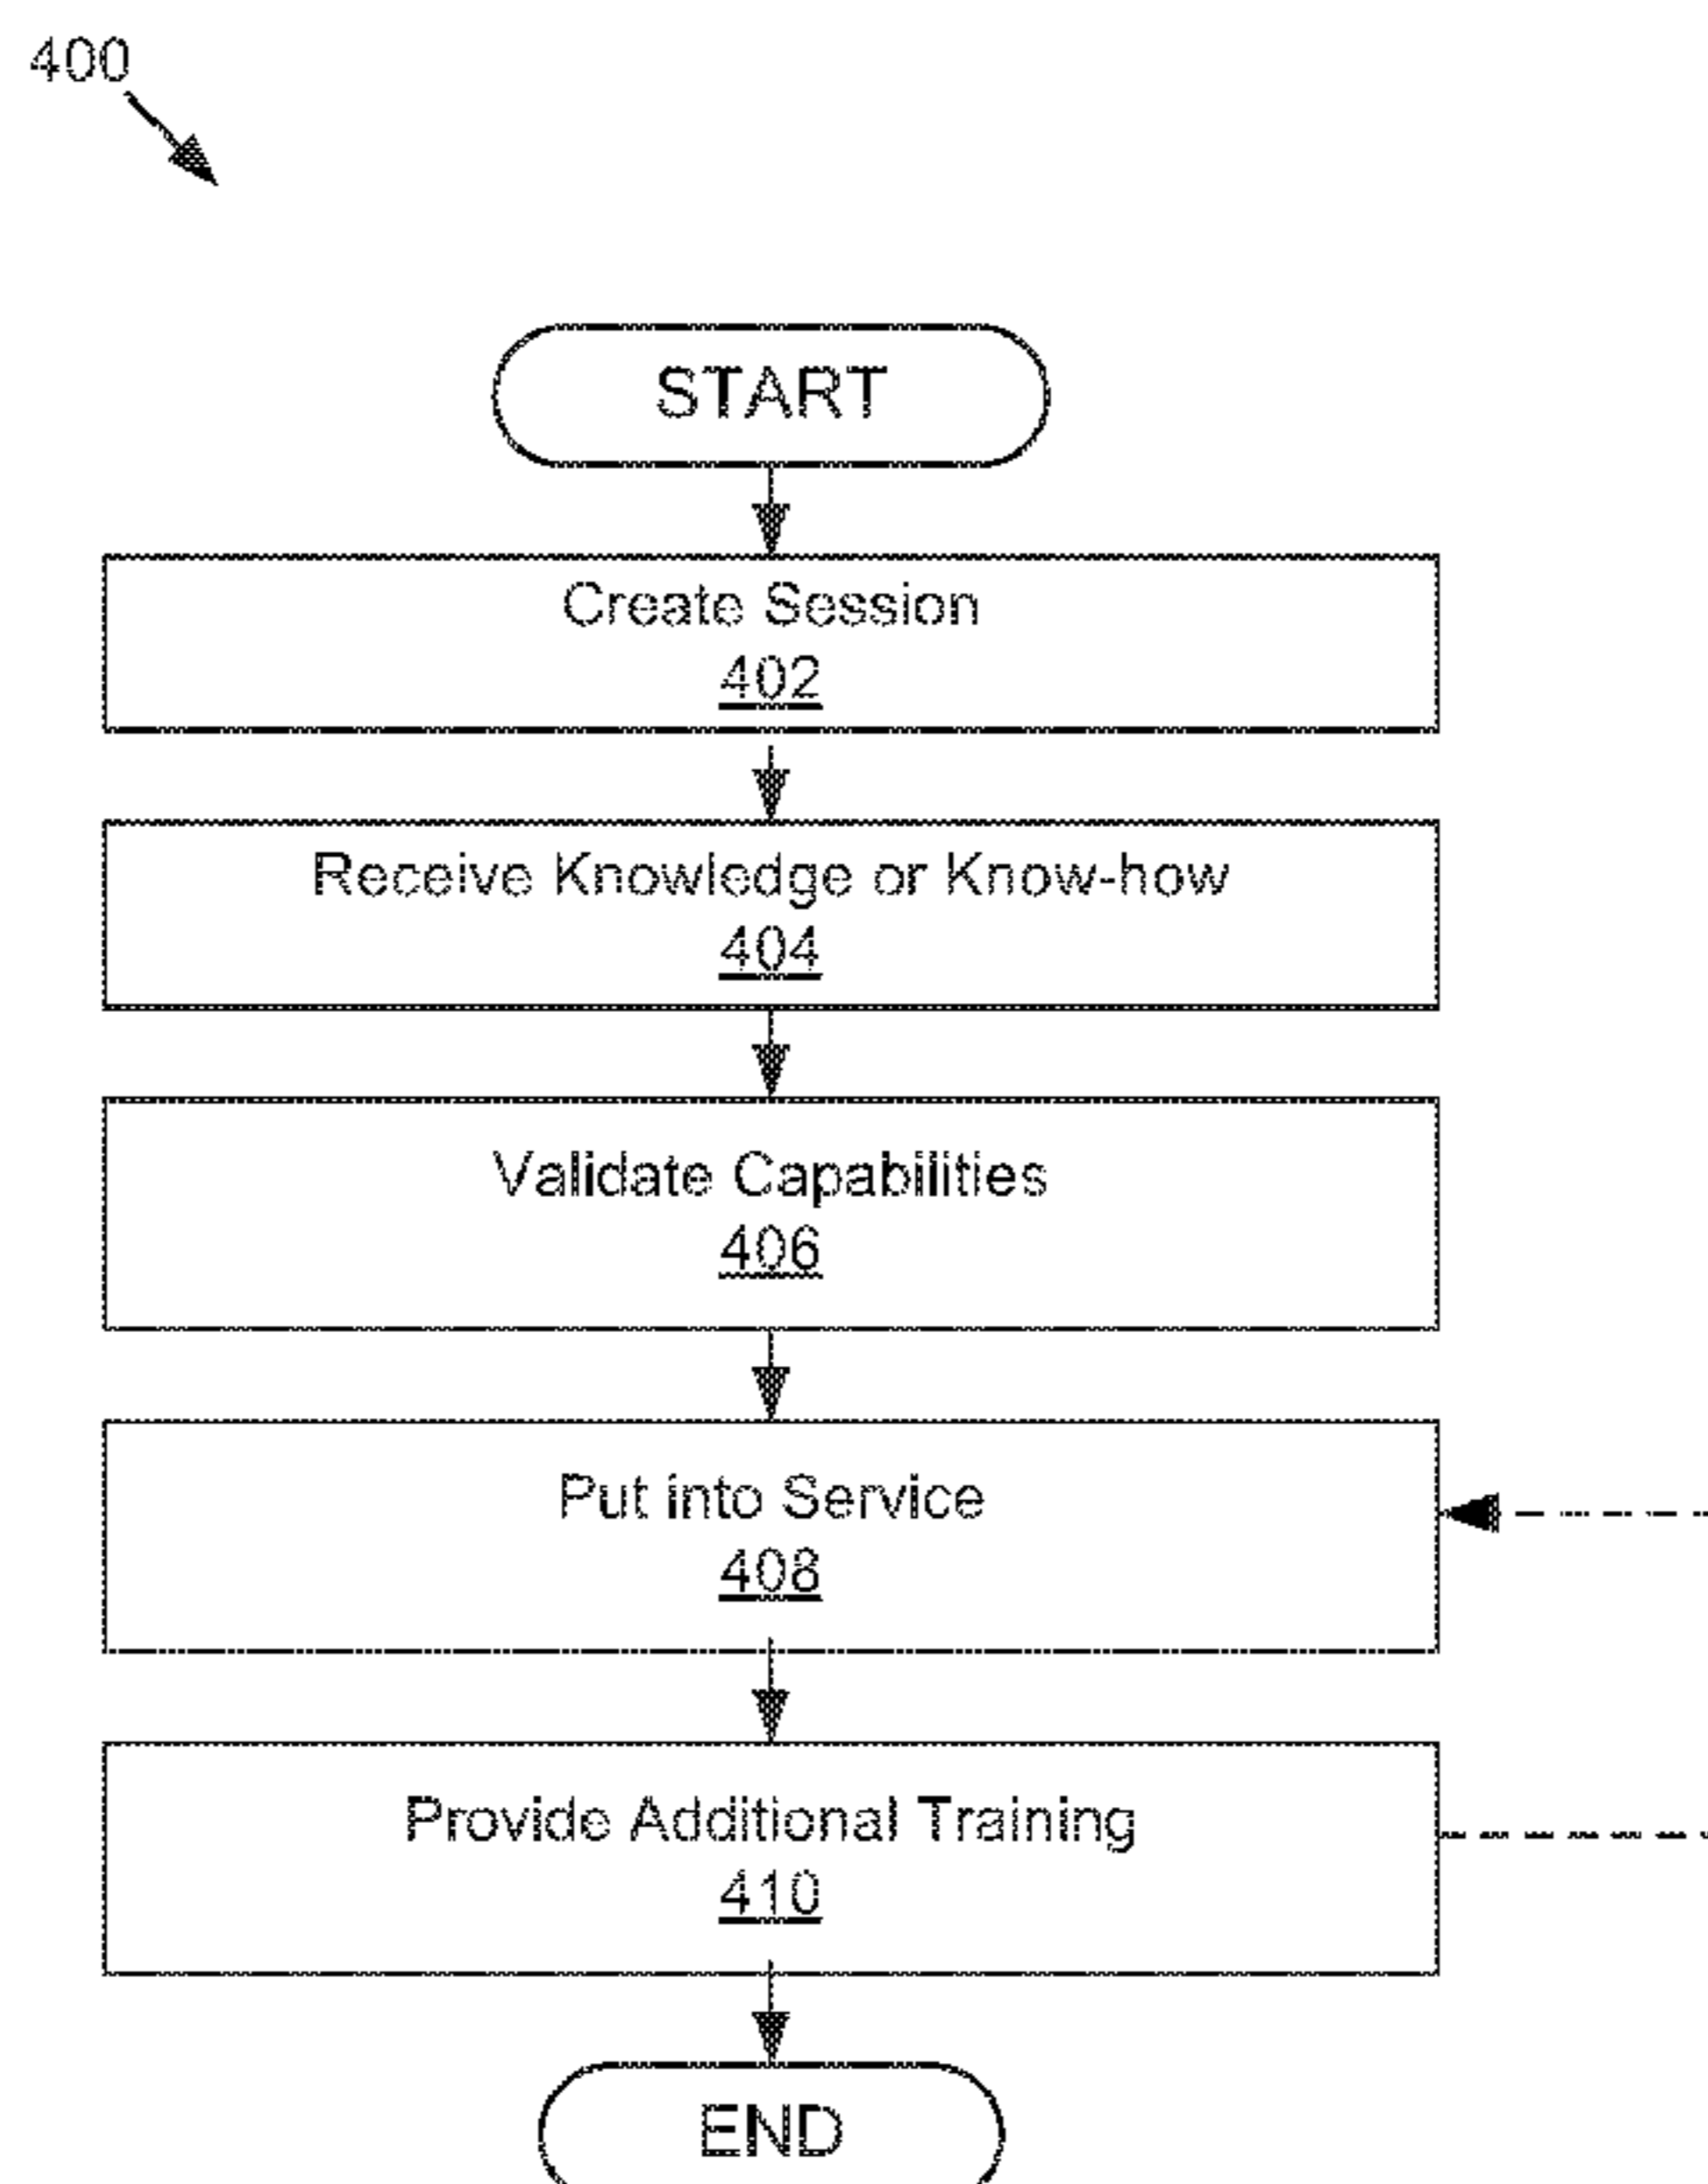 400
START
Create Session
402
Receive Knowledge or Know-how
404
Validate Capabilities
406
Put into Service
408
Provide Additional Training
410
END